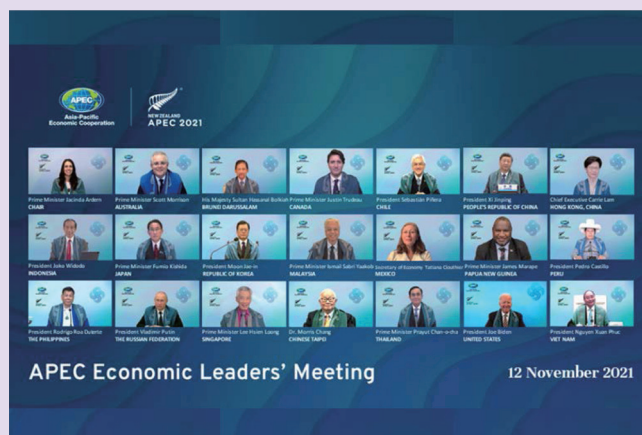 APEC
Asia-Pacific
Economic Cooperation
NEW ZEALAND
APEC 2021
Prime Minister Jacinda Ardern
CHAIR
Prime Minister Scott Morrison
AUSTRALIA
His Majesty Sultan Hassanal Bolkiah
BRUNEI DARUSSALAM
Prime Minister Justin Trudeau
CANADA
President Sebastián Piñera
CHILE
President Xi Jinping
PEOPLE'S REPUBLIC OF CHINA
Chief Executive Carrie Lam
HONG KONG, CHINA
President Joko Widodo
INDONESIA
Prime Minister Fumio Kishida
JAPAN
President Moon Jae-in
REPUBLIC OF KOREA
Prime Minister Ismail Sabri Yaakob
MALAYSIA
Secretary of Economy Tatiana Clouthier
MEXICO
Prime Minister James Marape
PAPUA NEW GUINEA
President Pedro Castillo
PERU
President Rodrigo Roa Duterte
THE PHILIPPINES
President Vladimir Putin
THE RUSSIAN FEDERATION
Prime Minister Lee Hsien Loong
SINGAPORE
Dr. Morris Chang
CHINESE TAIPEI
Prime Minister Prayut Chan-o-cha
THAILAND
President Joe Biden
UNITED STATES
President Nguyen Xuan Phuc
VIET NAM
APEC Economic Leaders' Meeting
12 November 2021